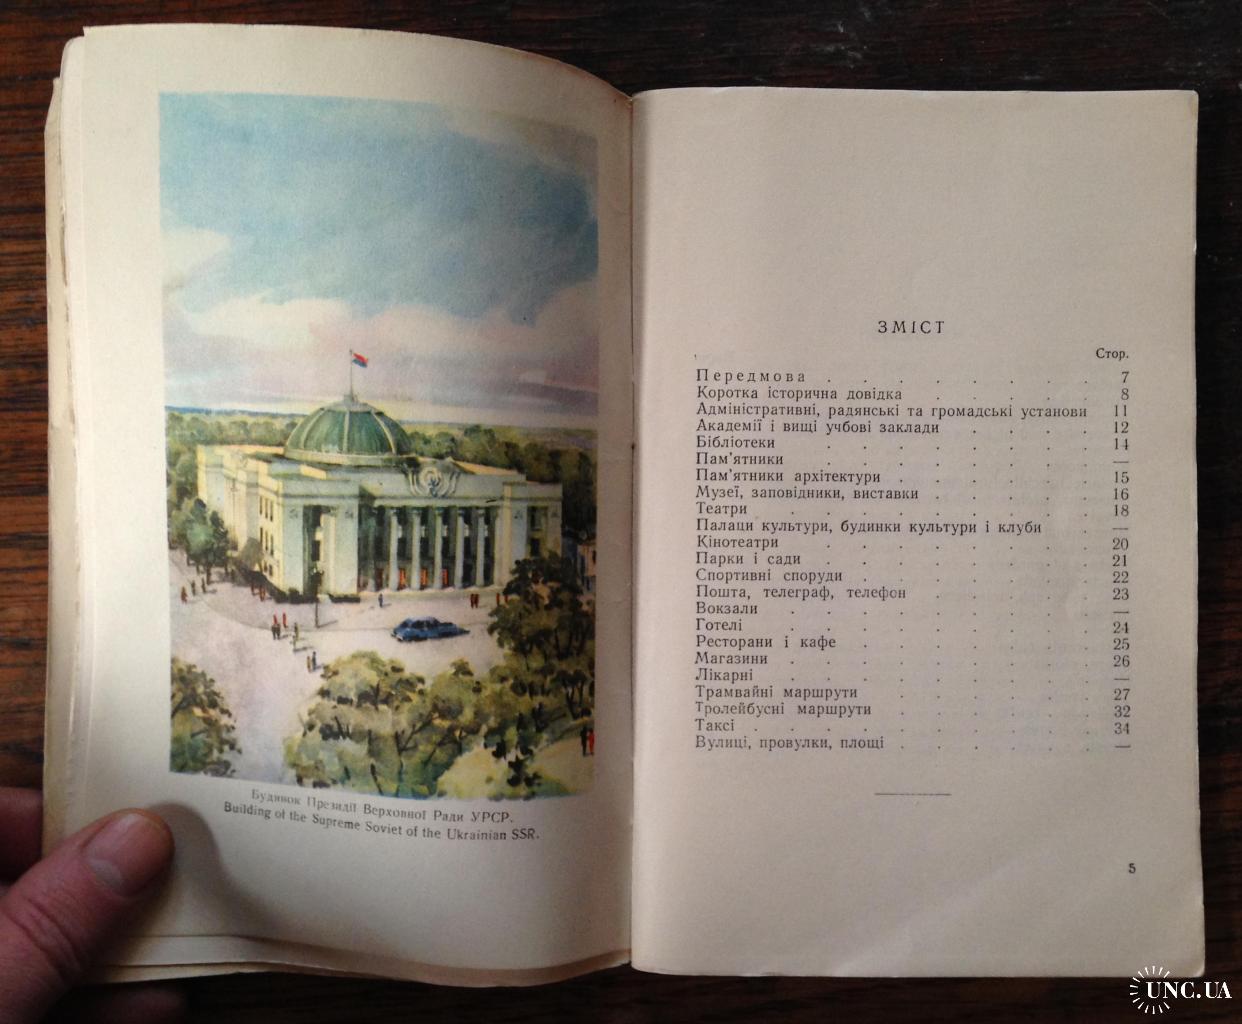 Будинок Президії Верховної Ради УРСР.
Building of the Supreme Soviet of the Ukrainian SSR.
ЗМІСТ
Стор.
Передмова . . . . . . . . 7
Коротка історична довідка . . . . . 8
Адміністративні, радянські та громадські установи 11
Академії і вищі учбові заклади . . . . 12
Бібліотеки . . . . . . . . 14
Пам'ятники . . . . . . . . —
Пам'ятники архітектури . . . . . . 15
Музеї, заповідники, виставки . . . . . 16
Театри . . . . . . . . . 18
Палаци культури, будинки культури і клуби . —
Кінотеатри . . . . . . . . 20
Парки і сади . . . . . . . . 21
Спортивні споруди . . . . . . . 22
Пошта, телеграф, телефон . . . . . 23
Вокзали . . . . . . . . . —
Готелі . . . . . . . . . 24
Ресторани і кафе . . . . . . . 25
Магазини . . . . . . . . . 26
Лікарні . . . . . . . . . —
Трамвайні маршрути . . . . . . 27
Тролейбусні маршрути . . . . . . 32
Таксі . . . . . . . . . . 34
Вулиці, провулки, площі . . . . . . —
5
UNC.UA